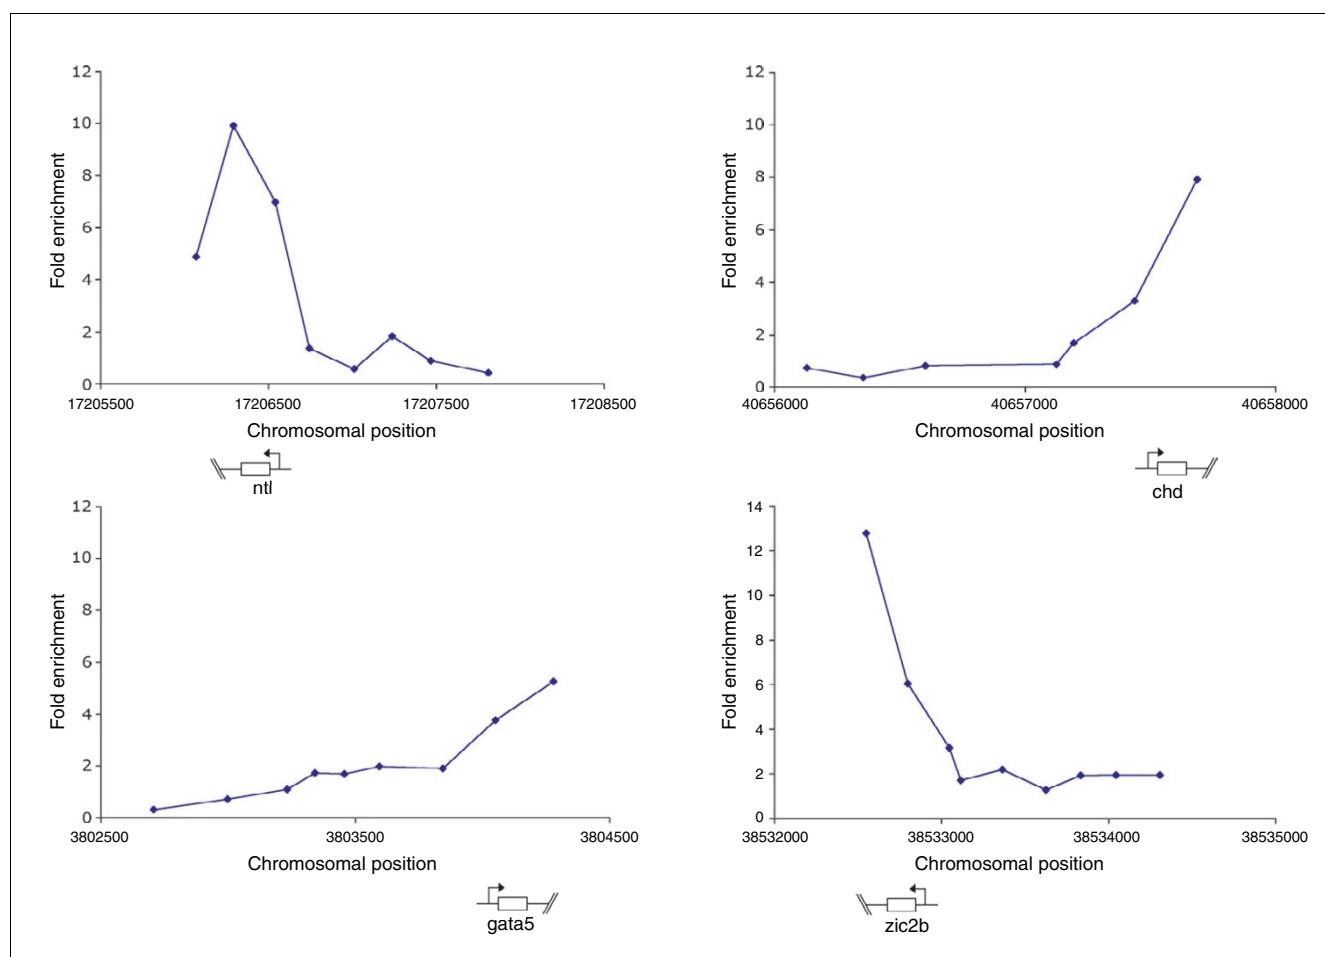 12
10
8
6
4
2
0
Fold enrichment
17205500 17206500 17207500 17208500
Chromosomal position
ntl
12
10
8
6
4
2
0
Fold enrichment
40656000 40657000 40658000
Chromosomal position
chd
12
10
8
6
4
2
0
Fold enrichment
3802500 3803500 3804500
Chromosomal position
gata5
14
12
10
8
6
4
2
0
Fold enrichment
38532000 38533000 38534000 38535000
Chromosomal position
zic2b